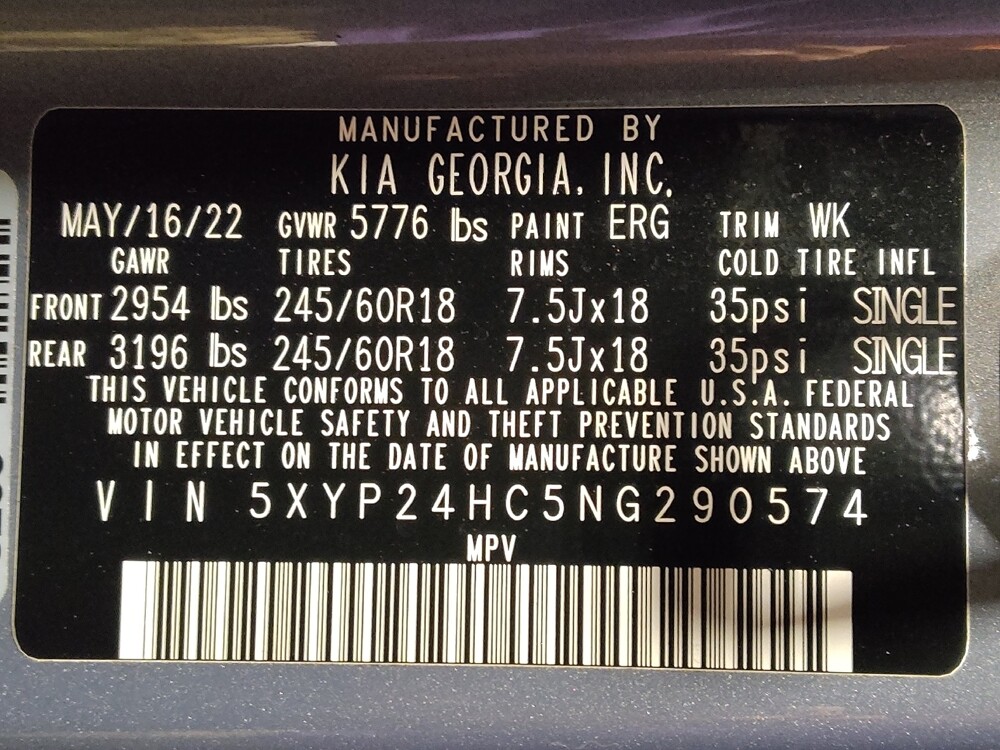 MANUFACTURED BY
KIA GEORGIA, INC.
MAY/16/22 GVWR 5776 lbs PAINT ERG TRIM WK
GAWR TIRES RIMS COLD TIRE INFL
FRONT 2954 lbs 245/60R18 7.5Jx18 35psi SINGLE
REAR 3196 lbs 245/60R18 7.5Jx18 35psi SINGLE
THIS VEHICLE CONFORMS TO ALL APPLICABLE U.S.A. FEDERAL
MOTOR VEHICLE SAFETY AND THEFT PREVENTION STANDARDS
IN EFFECT ON THE DATE OF MANUFACTURE SHOWN ABOVE
VIN 5XYP24HC5NG290574
MPV